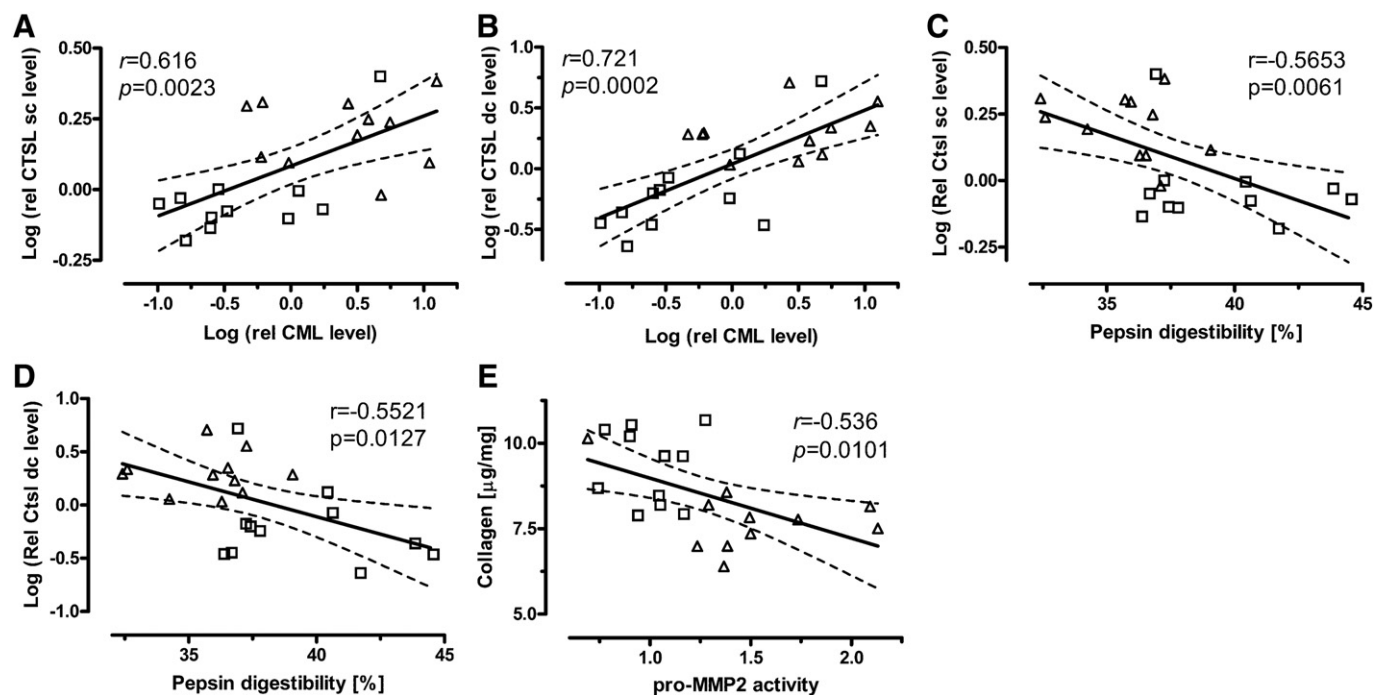 A
r=0.616
p=0.0023
Log (rel CTSL sc level)
0.50
0.25
0.00
-0.25
-1.0 -0.5 0.0 0.5 1.0
Log (rel CML level)
B
r=0.721
p=0.0002
Log (rel CTSL dc level)
1.0
0.5
0.0
-0.5
-1.0 -0.5 0.0 0.5 1.0
Log (rel CML level)
C
r=-0.5653
p=0.0061
Log (Rel Ctsl sc level)
0.50
0.25
0.00
-0.25
35 40 45
Pepsin digestibility [%]
D
r=-0.5521
p=0.0127
Log (Rel Ctsl dc level)
1.0
0.5
0.0
-0.5
-1.0
35 40 45
Pepsin digestibility [%]
E
r=-0.536
p=0.0101
Collagen [µg/mg]
10.0
7.5
5.0
1.0 1.5 2.0
pro-MMP2 activity